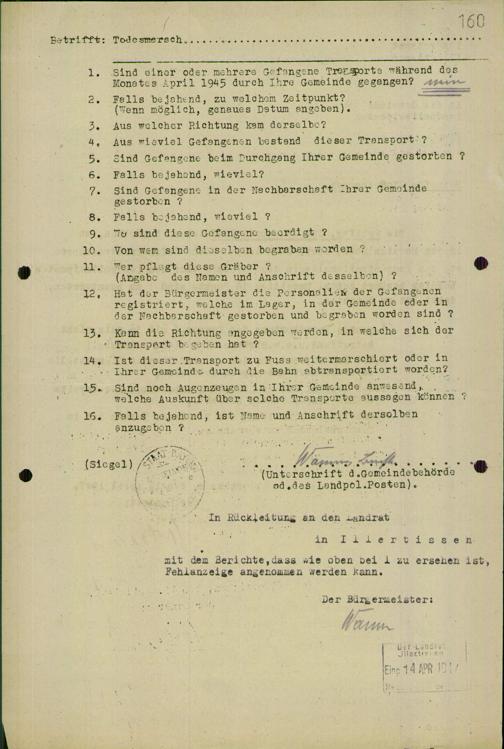 160
Betrifft: Todesmersch
1. Sind einer oder mehrere Gefangene Transporte während des
Monates April 1945 durch Ihre Gemeinde gegangen? nein
2. Falls bejahend, zu welchem Zeitpunkt?
(Wenn möglich, genaues Datum angeben).
3. Aus welcher Richtung kam derselbe?
4. Aus wieviel Gefangenen bestand dieser Transport ?
5. Sind Gefangene beim Durchgang Ihrer Gemeinde gestorben ?
6. Falls bejahend, wieviel?
7. Sind Gefangene in der Nachbarschaft Ihrer Gemeinde
gestorben ?
8. Falls bejahend, wieviel ?
9. Wo sind diese Gefangene beerdigt ?
10. Von wem sind dieselben begraben worden ?
11. Wer pflegt diese Gräber ?
(Angabe des Namen und Anschrift desselben) ?
12. Hat der Bürgermeister die Personalien der Gefangenen
registriert, welche im Lager, in der Gemeinde oder in
der Nachbarschaft gestorben und begraben worden sind ?
13. Kann die Richtung angegeben werden, in welche sich der
Transport begeben hat ?
14. Ist dieser Transport zu Fuss weitermarschiert oder in
Ihrer Gemeinde durch die Bahn abtransportiert worden?
15. Sind noch Augenzeugen in Ihrer Gemeinde anwesend,
welche Auskunft über solche Transporte aussagen können ?
16. Falls bejahend, ist Name und Anschrift derselben
anzugeben ?
(Siegel)
(Unterschrift d.Gemeindebehörde
od.des Landpol.Posten).
In Rückleitung an den Landrat
in Illertissen
mit dem Berichte,dass wie oben bei 1 zu ersehen ist,
Fehlanzeige angenommen werden kann.
Der Bürgermeister:
Der Landrat
Illertissen
Eing 14 APR 1947